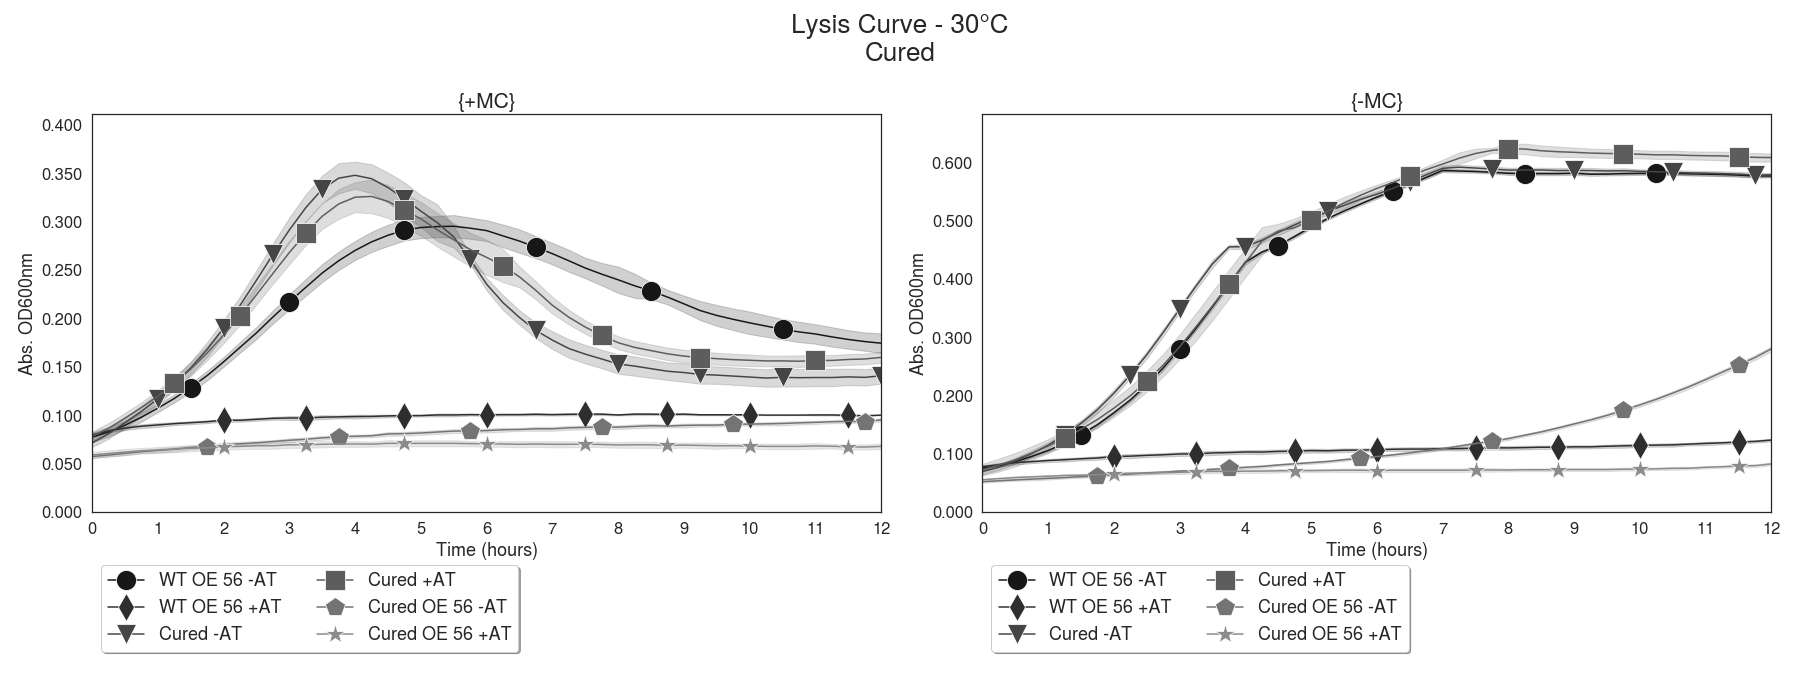 Lysis Curve - 30°C
Cured
{+MC}
0.400
0.350
0.300
0.250
0.200
0.150
0.100
0.050
0.000
Abs. OD600nm
0 1 2 3 4 5 6 7 8 9 10 11 12
Time (hours)
WT OE 56 -AT
WT OE 56 +AT
Cured -AT
Cured +AT
Cured OE 56 -AT
Cured OE 56 +AT
{-MC}
0.600
0.500
0.400
0.300
0.200
0.100
0.000
Abs. OD600nm
0 1 2 3 4 5 6 7 8 9 10 11 12
Time (hours)
WT OE 56 -AT
WT OE 56 +AT
Cured -AT
Cured +AT
Cured OE 56 -AT
Cured OE 56 +AT